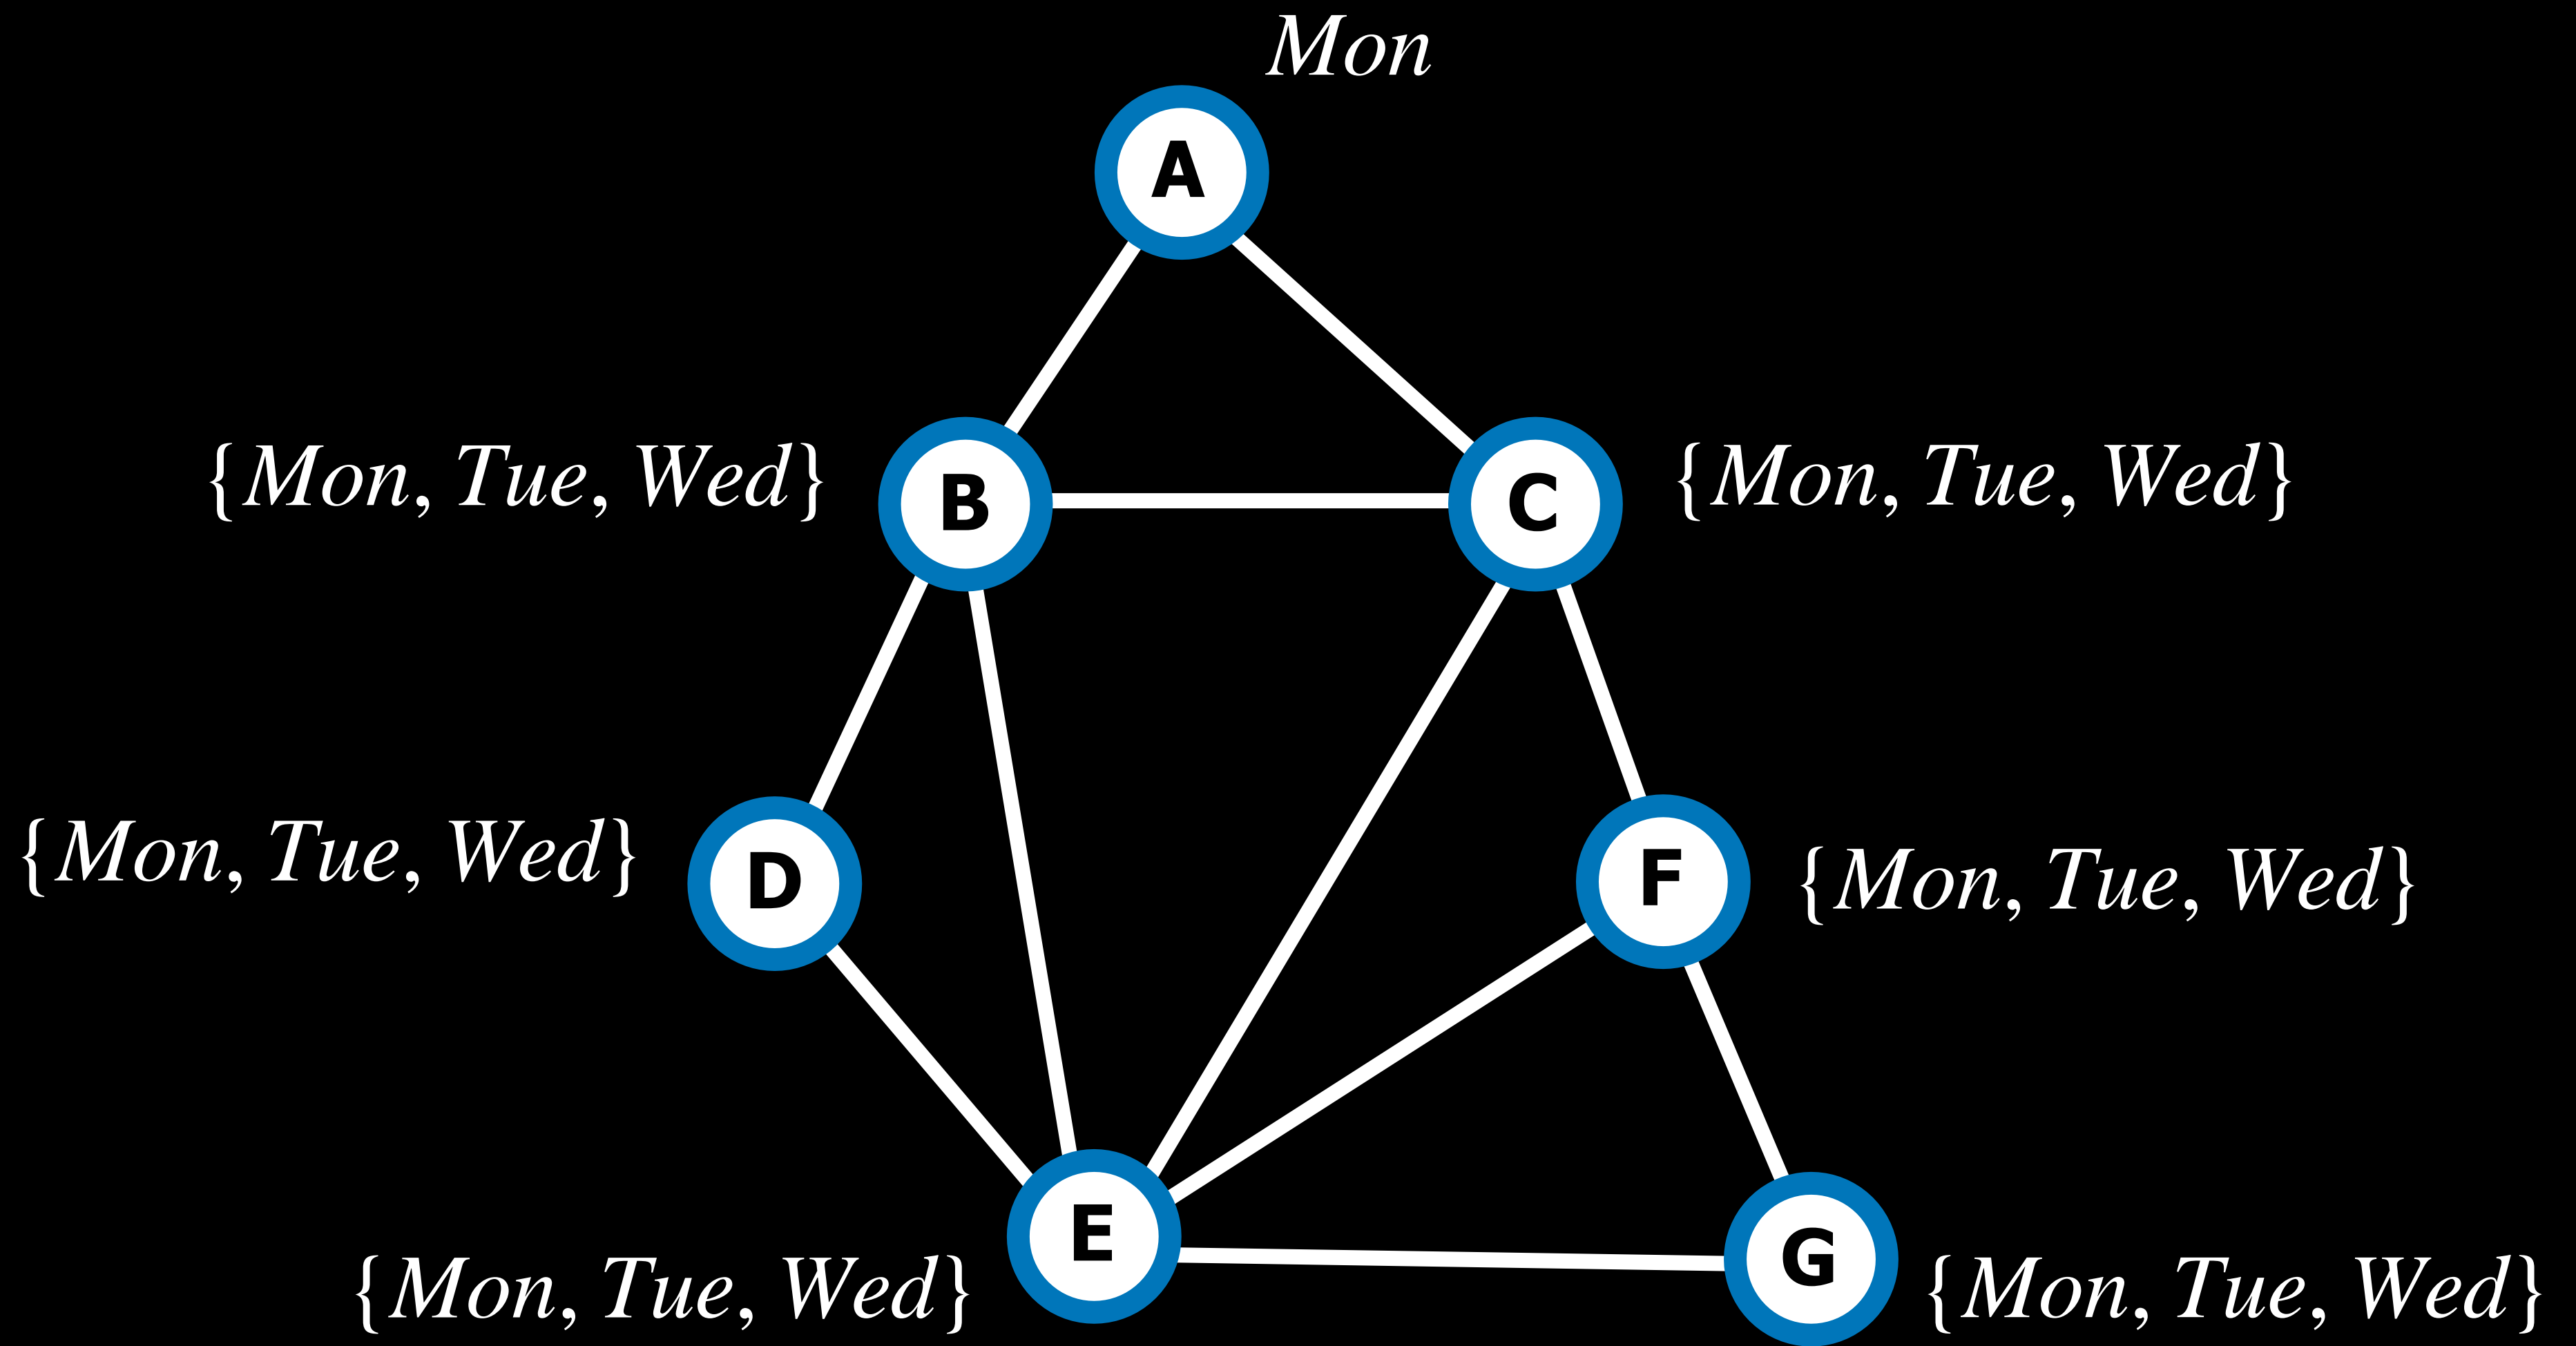 Mon
A
{Mon, Tue, Wed} B C {Mon, Tue, Wed}
{Mon, Tue, Wed} D F {Mon, Tue, Wed}
E G
{Mon, Tue, Wed} {Mon, Tue, Wed}